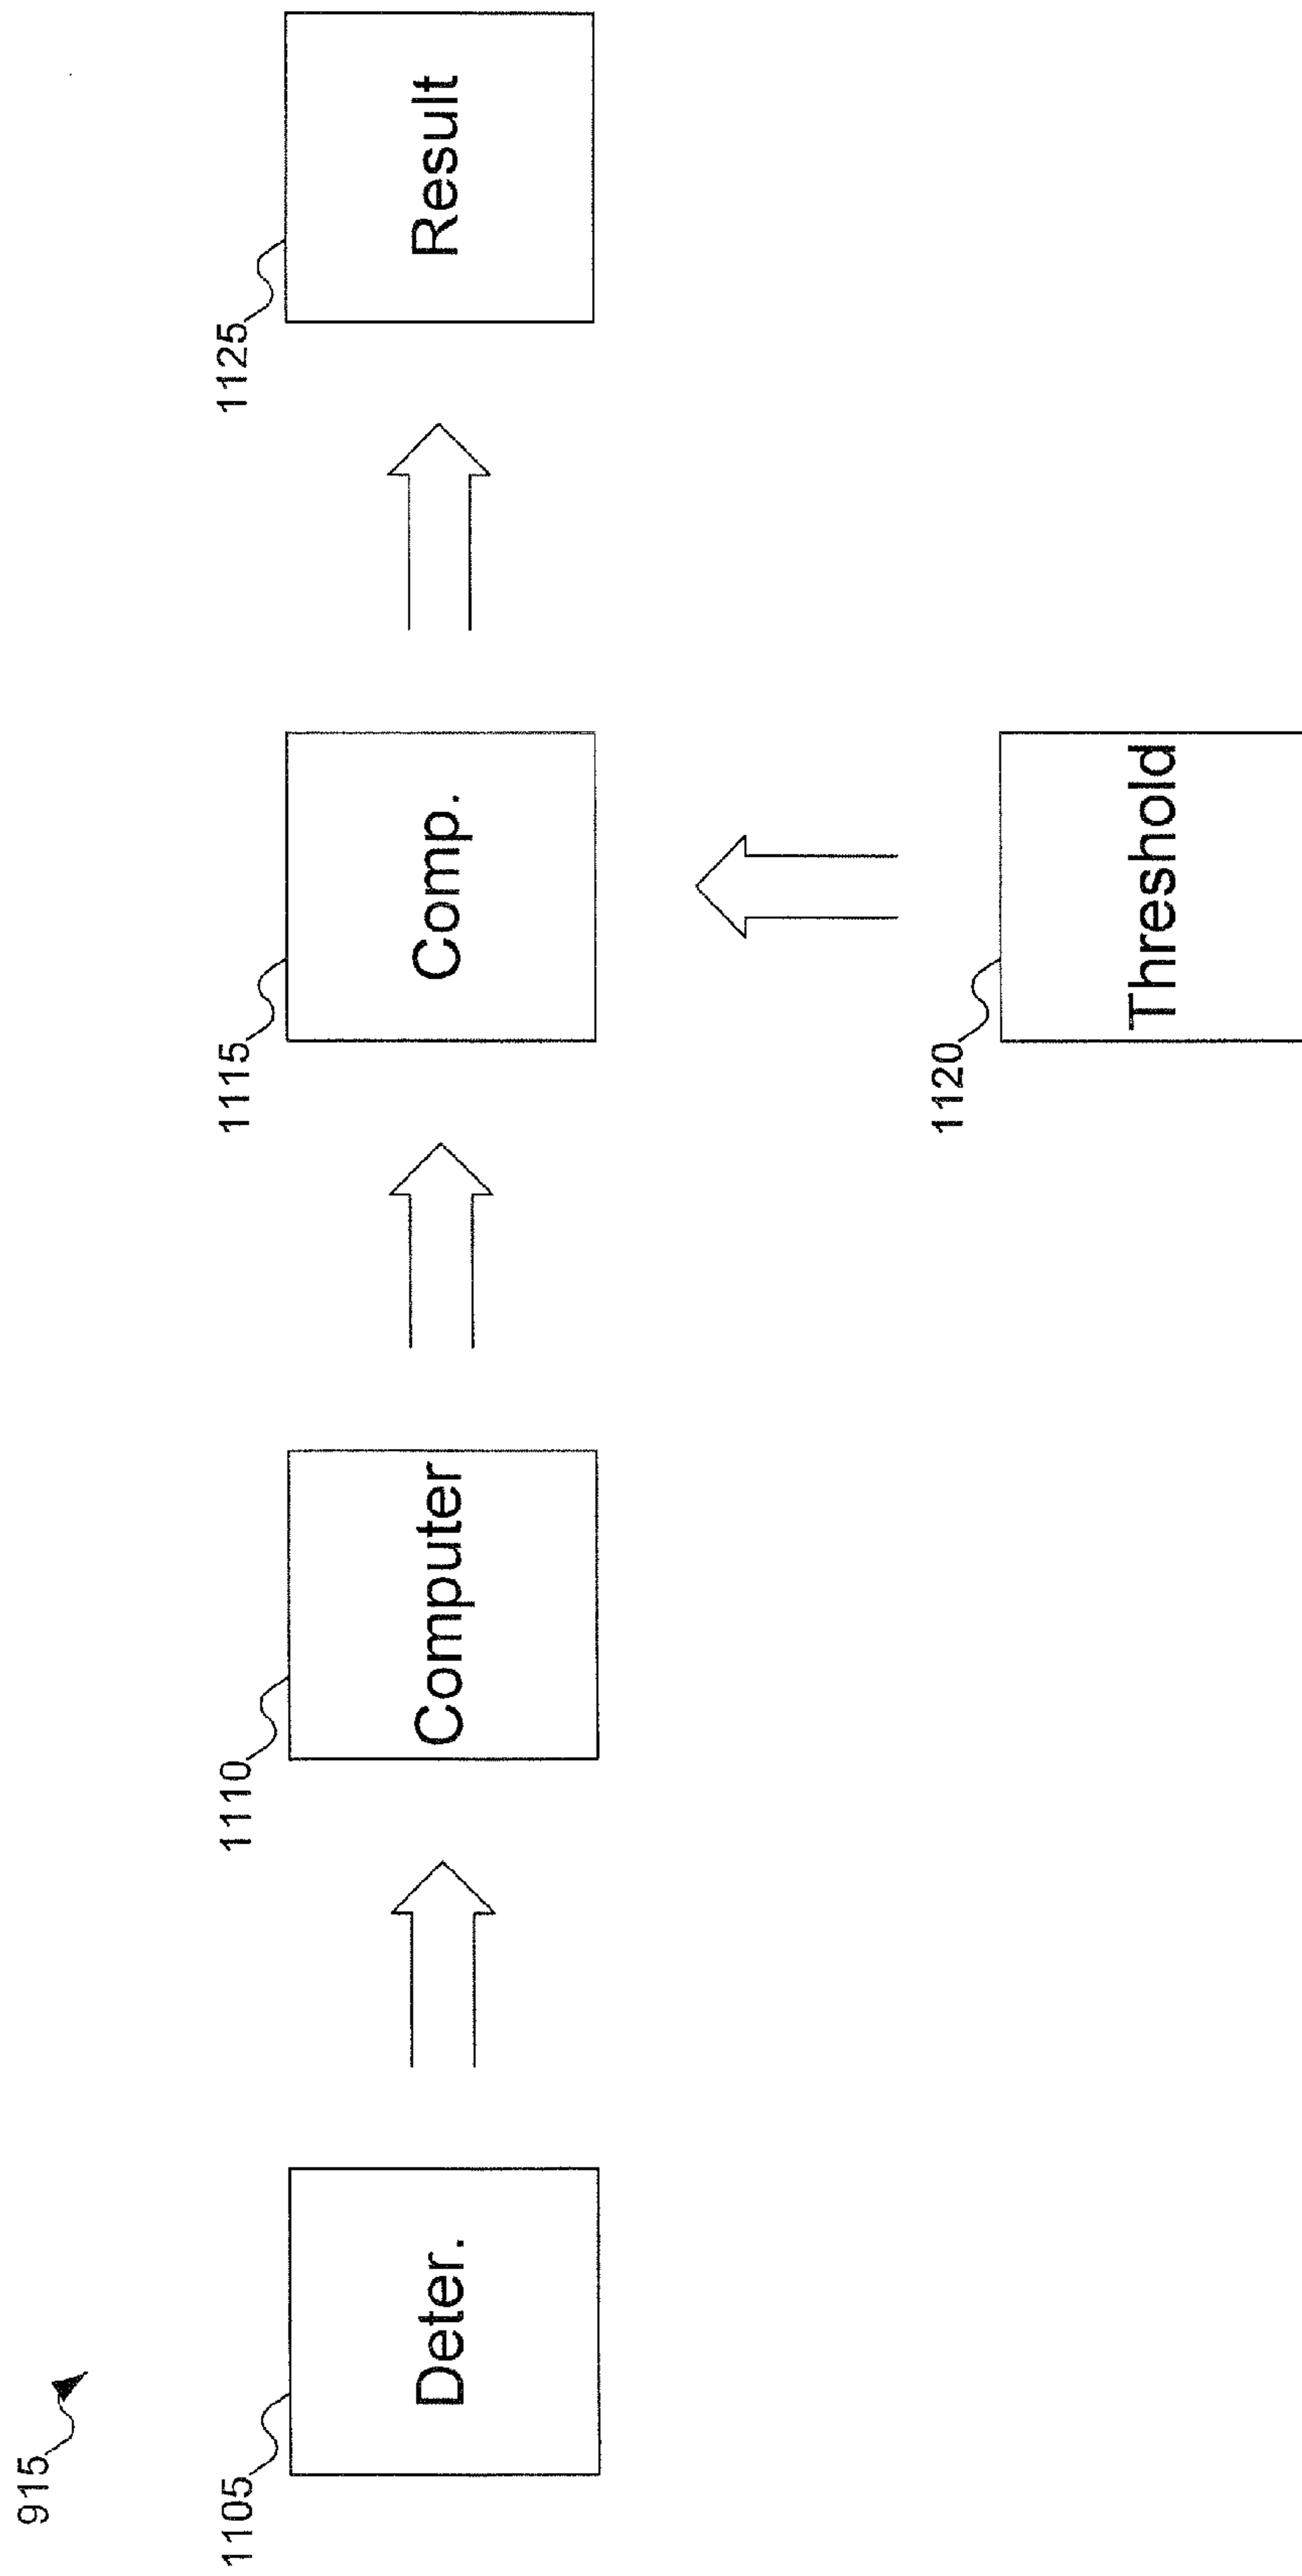 915
1105
Deter.
1110
Computer
1115
Comp.
1125
Result
1120
Threshold